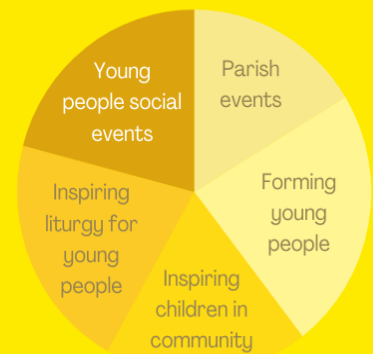 Young
people social
events
Parish
events
Forming
young
people
Inspiring
children in
community
Inspiring
liturgy for
young
people